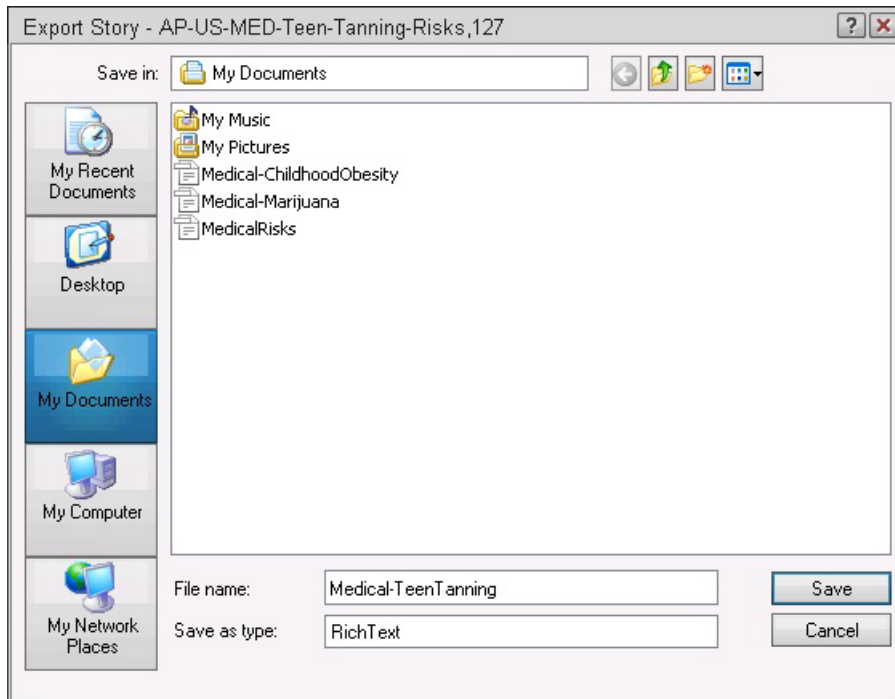 Export Story - AP-US-MED-Teen-Tanning-Risks,127
Save in: My Documents
My Recent
Documents
Desktop
My Documents
My Computer
My Network
Places
My Music
My Pictures
Medical-ChildhoodObesity
Medical-Marijuana
MedicalRisks
File name: Medical-TeenTanning Save
Save as type: RichText Cancel